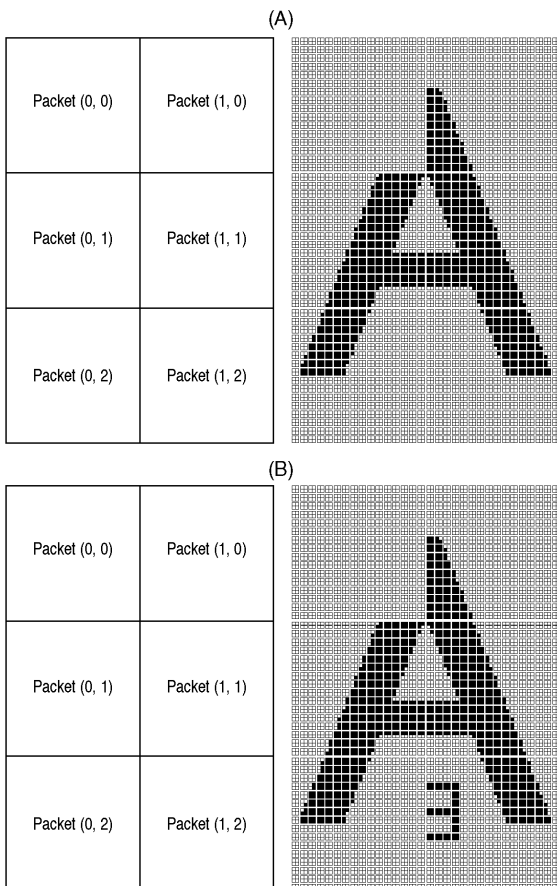 (A)
Packet (0, 0) Packet (1, 0)
Packet (0, 1) Packet (1, 1)
Packet (0, 2) Packet (1, 2)
A
(B)
Packet (0, 0) Packet (1, 0)
Packet (0, 1) Packet (1, 1)
Packet (0, 2) Packet (1, 2)
A
3